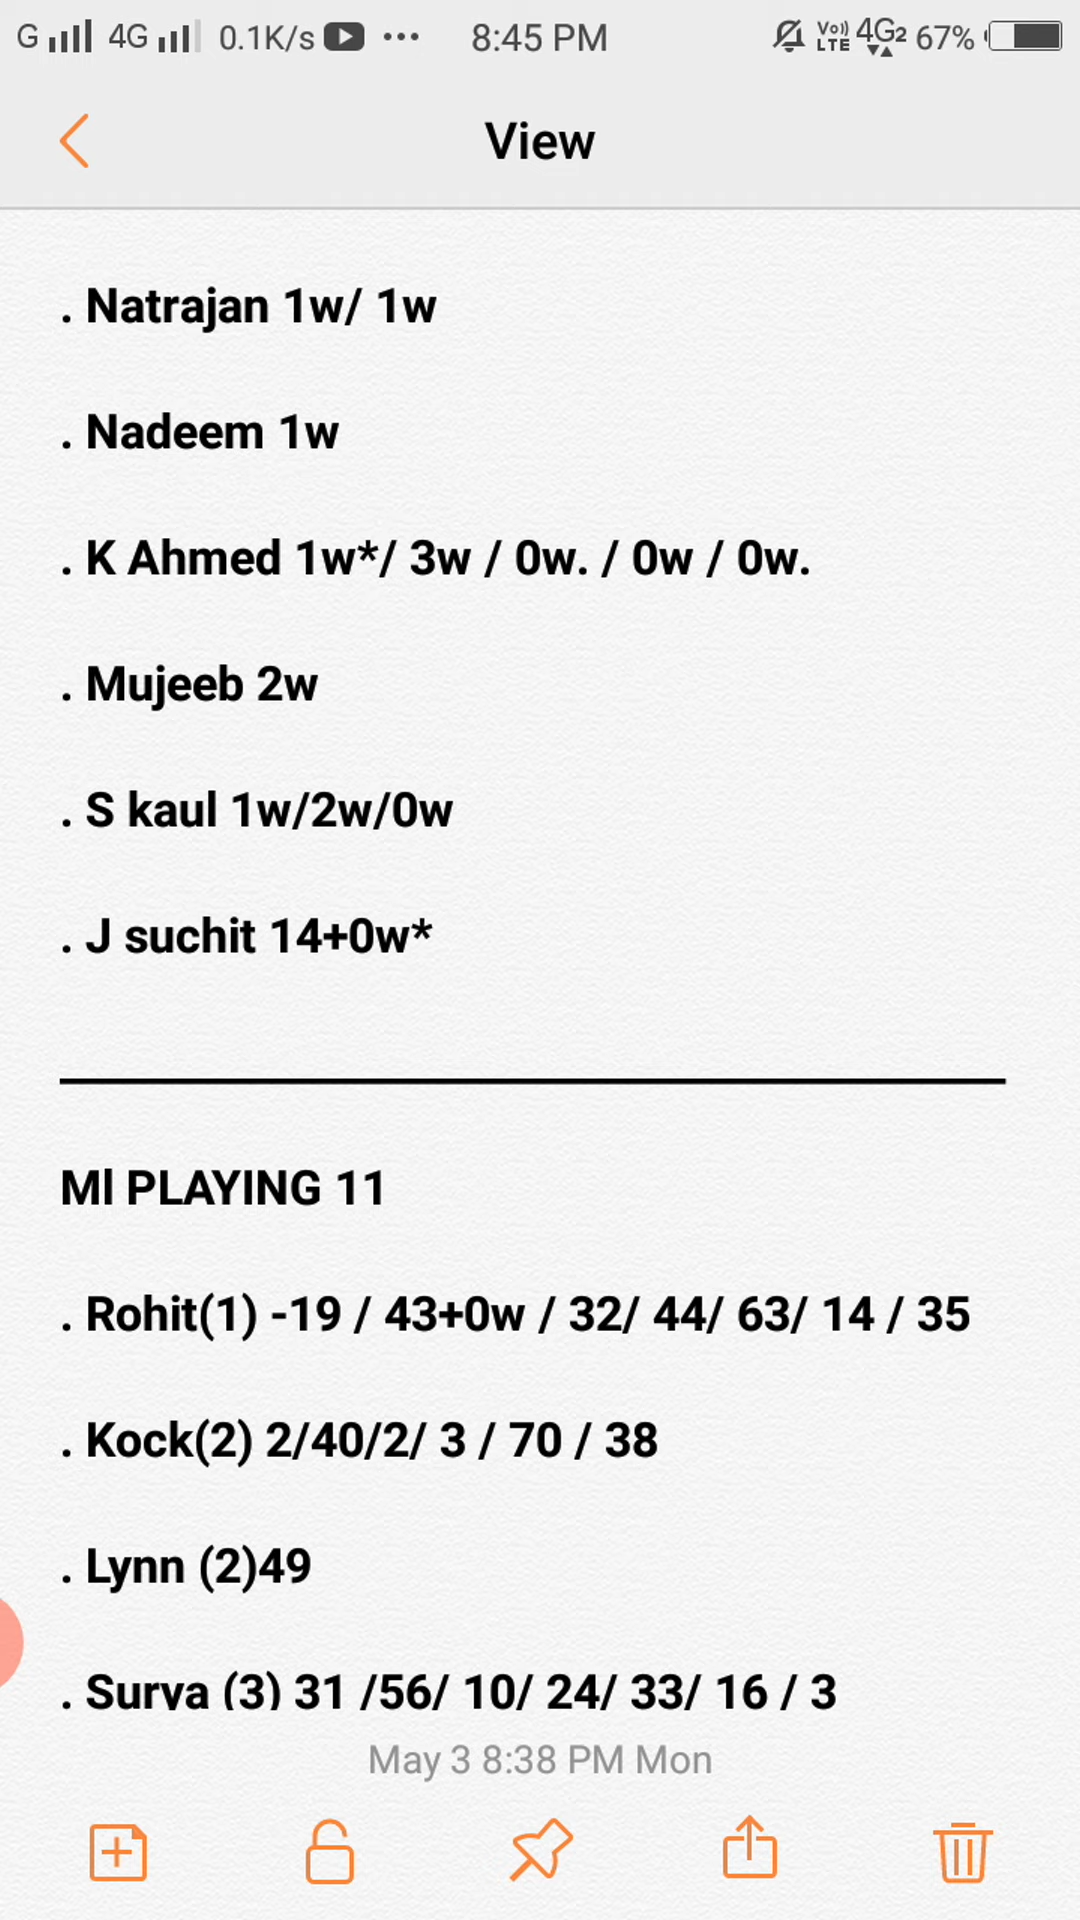 G 4G 0.1K/s ... 8:45 PM Vo)) LTE 4G2 67%
View
. Natrajan 1w/ 1w
. Nadeem 1w
. K Ahmed 1w*/ 3w / 0w. / 0w / 0w.
. Mujeeb 2w
. S kaul 1w/2w/0w
. J suchit 14+0w*
MI PLAYING 11
. Rohit(1) -19 / 43+0w / 32/ 44/ 63/ 14 / 35
. Kock(2) 2/40/2/ 3 / 70 / 38
. Lynn (2)49
. Surya (3) 31 /56/ 10/ 24/ 33/ 16 / 3
May 3 8:38 PM Mon